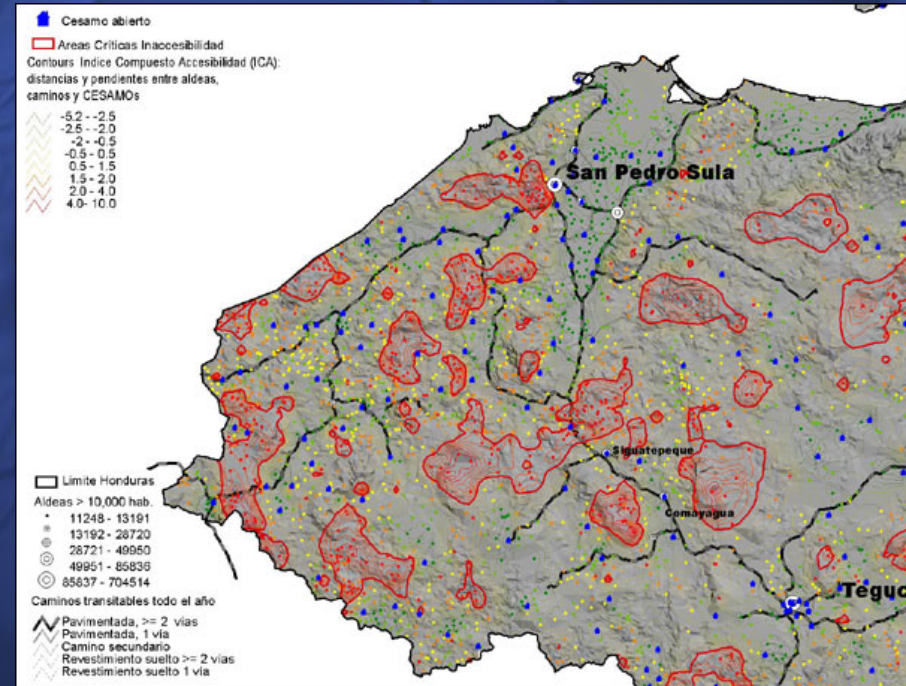 Cesamo abierto
Areas Criticas Inaccesibilidad
Contours Indice Compuesto Accesibilidad (ICA):
distancias y pendientes entre aldeas,
caminos y CESAMOs
-5.2 - -2.5
-2.5 - -2.0
-2 - -0.5
-0.5 - 0.5
0.5 - 1.5
1.5 - 2.0
2.0 - 4.0
4.0- 10.0
San Pedro Sula
Siguatepeque
Comayagua
Teguc
Limite Honduras
Aldeas > 10,000 hab.
11248 - 13191
13192 - 28720
28721 - 49950
49951 - 85836
85837 - 704514
Caminos transitables todo el año
Pavimentada, >= 2 vias
Pavimentada, 1 via
Camino secundario
Revestimiento suelto >= 2 vias
Revestimiento suelto 1 via